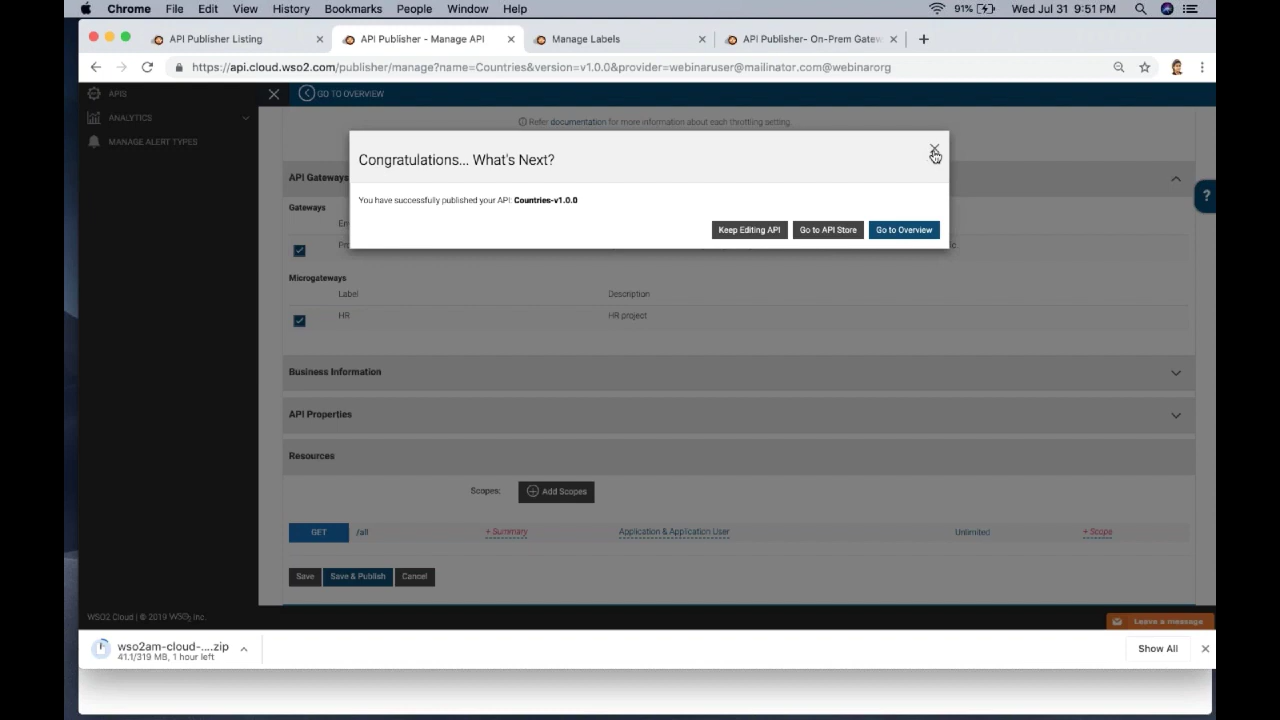 Chrome File Edit View History Bookmarks People Window Help 91% Wed Jul 31 9:51 PM
API Publisher Listing API Publisher - Manage API Manage Labels API Publisher- On-Prem Gatew
https://api.cloud.wso2.com/publisher/manage?name=Countries&version=v1.0.0&provider=webinaruser@mailinator.com@webinarorg
APIS
GO TO OVERVIEW
ANALYTICS
Refer documentation for more information about each throttling setting.
MANAGE ALERT TYPES
Congratulations... What's Next?
API Gateways
You have successfully published your API: Countries-v1.0.0
Gateways
Keep Editing API Go to API Store Go to Overview
Microgateways
Label Description
HR HR project
Business Information
API Properties
Resources
Scopes: Add Scopes
GET /all + Summary Application & Application User Unlimited + Scope
Save Save & Publish Cancel
WSO2 Cloud | © 2019 WSO2 Inc.
Leave a message
wso2am-cloud-....zip
41.1/319 MB, 1 hour left
Show All